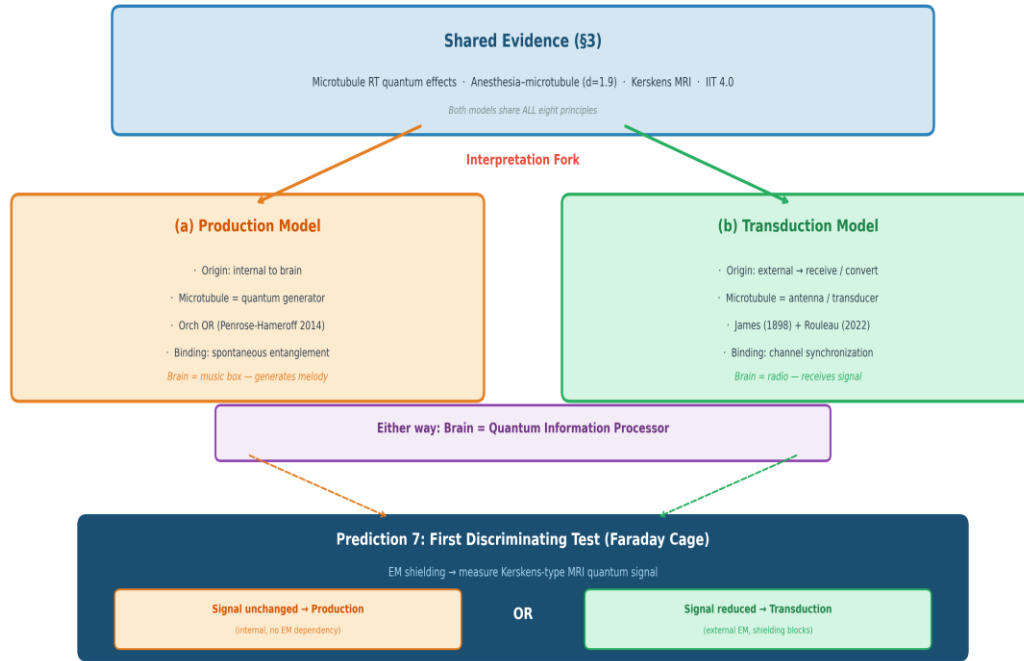 Shared Evidence (§3)
Microtubule RT quantum effects · Anesthesia–microtubule (d=1.9) · Kerskens MRI · IIT 4.0
Both models share ALL eight principles
Interpretation Fork
(a) Production Model
· Origin: internal to brain
· Microtubule = quantum generator
· Orch OR (Penrose-Hameroff 2014)
· Binding: spontaneous entanglement
Brain = music box — generates melody
(b) Transduction Model
· Origin: external → receive / convert
· Microtubule = antenna / transducer
· James (1898) + Rouleau (2022)
· Binding: channel synchronization
Brain = radio — receives signal
Either way: Brain = Quantum Information Processor
Prediction 7: First Discriminating Test (Faraday Cage)
EM shielding → measure Kerskens-type MRI quantum signal
Signal unchanged → Production
(internal, no EM dependency)
OR
Signal reduced → Transduction
(external EM, shielding blocks)